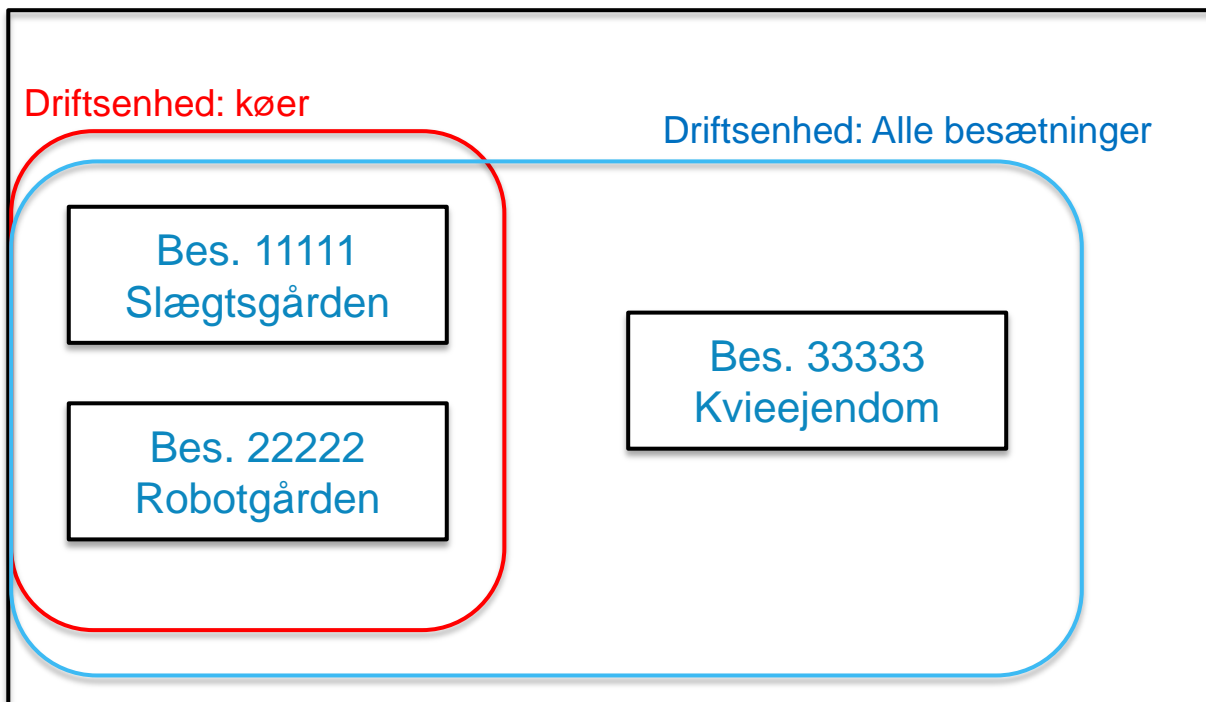 Driftsenhed: køer
Driftsenhed: Alle besætninger
Bes. 11111
Slægtsgården
Bes. 22222
Robotgården
Bes. 33333
Kvieejendom